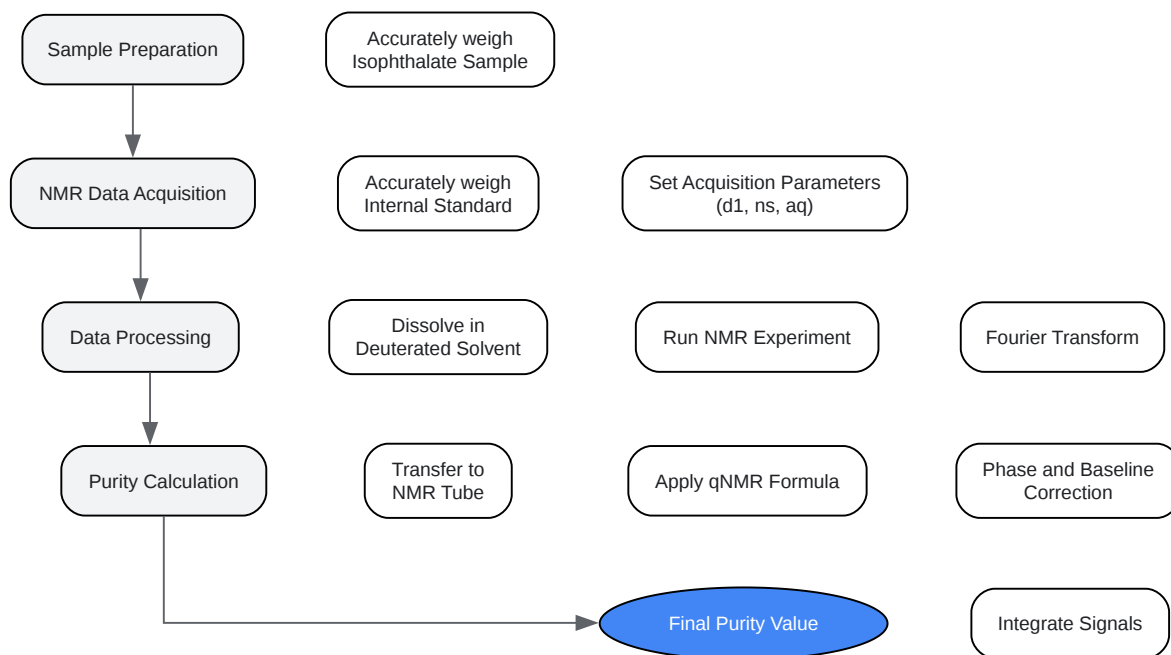 Sample Preparation
Accurately weigh
Isophthalate Sample
NMR Data Acquisition
Accurately weigh
Internal Standard
Set Acquisition Parameters
(d1, ns, aq)
Data Processing
Dissolve in
Deuterated Solvent
Run NMR Experiment
Fourier Transform
Purity Calculation
Transfer to
NMR Tube
Apply qNMR Formula
Phase and Baseline
Correction
Final Purity Value
Integrate Signals